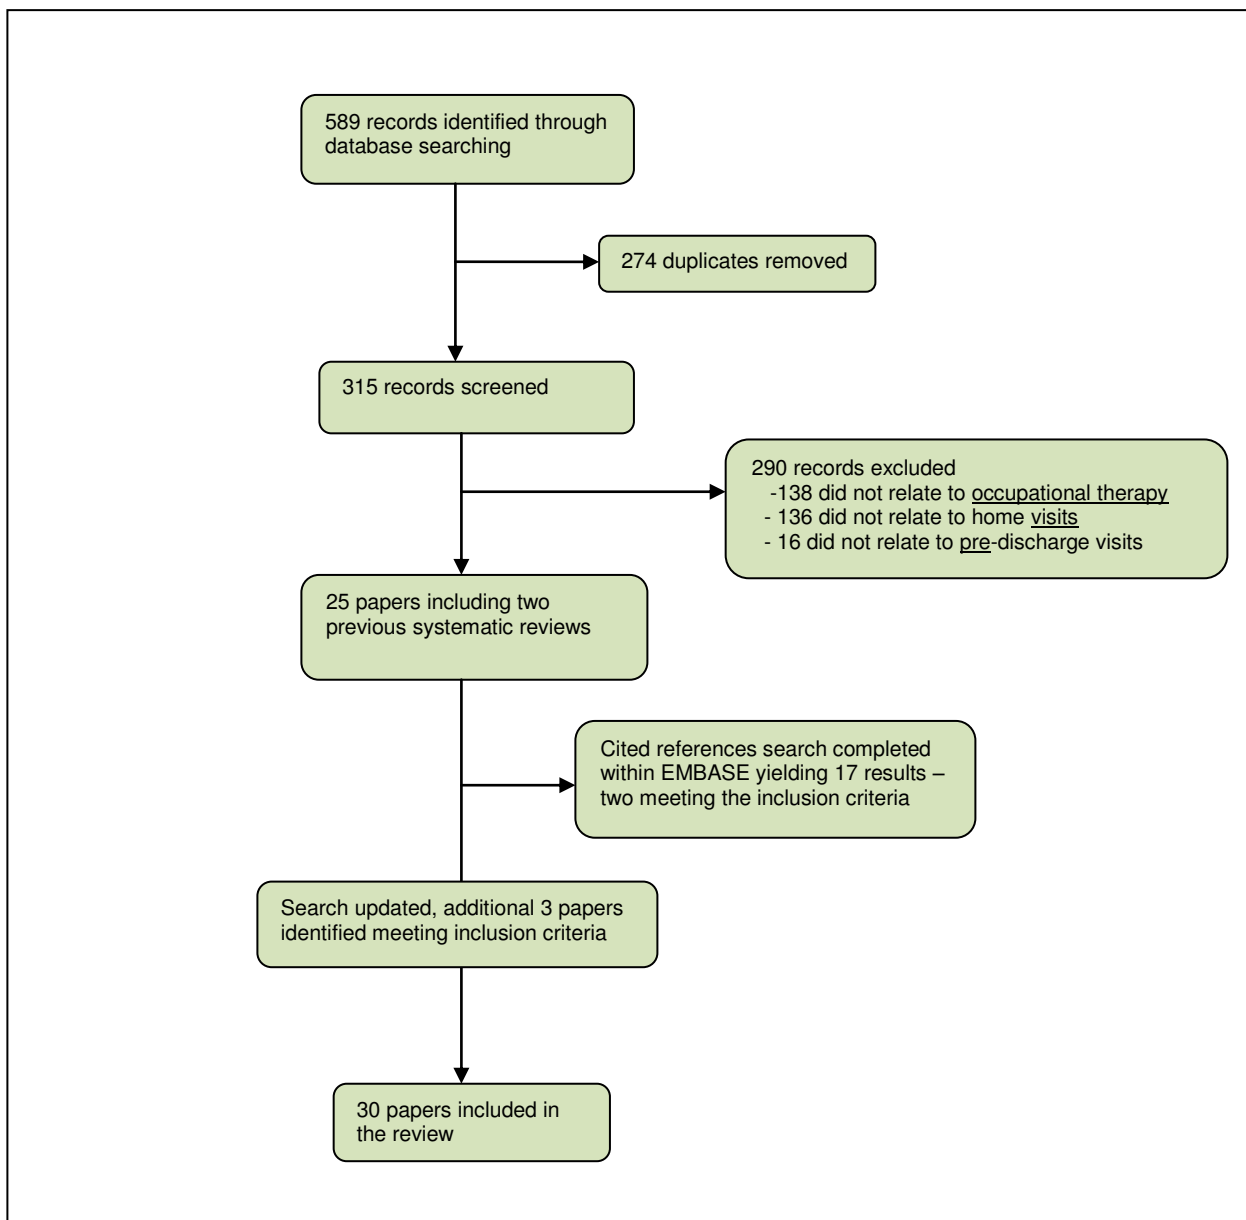 589 records identified through
database searching
274 duplicates removed
315 records screened
290 records excluded
-138 did not relate to occupational therapy
- 136 did not relate to home visits
- 16 did not relate to pre-discharge visits
25 papers including two
previous systematic reviews
Cited references search completed
within EMBASE yielding 17 results –
two meeting the inclusion criteria
Search updated, additional 3 papers
identified meeting inclusion criteria
30 papers included in
the review